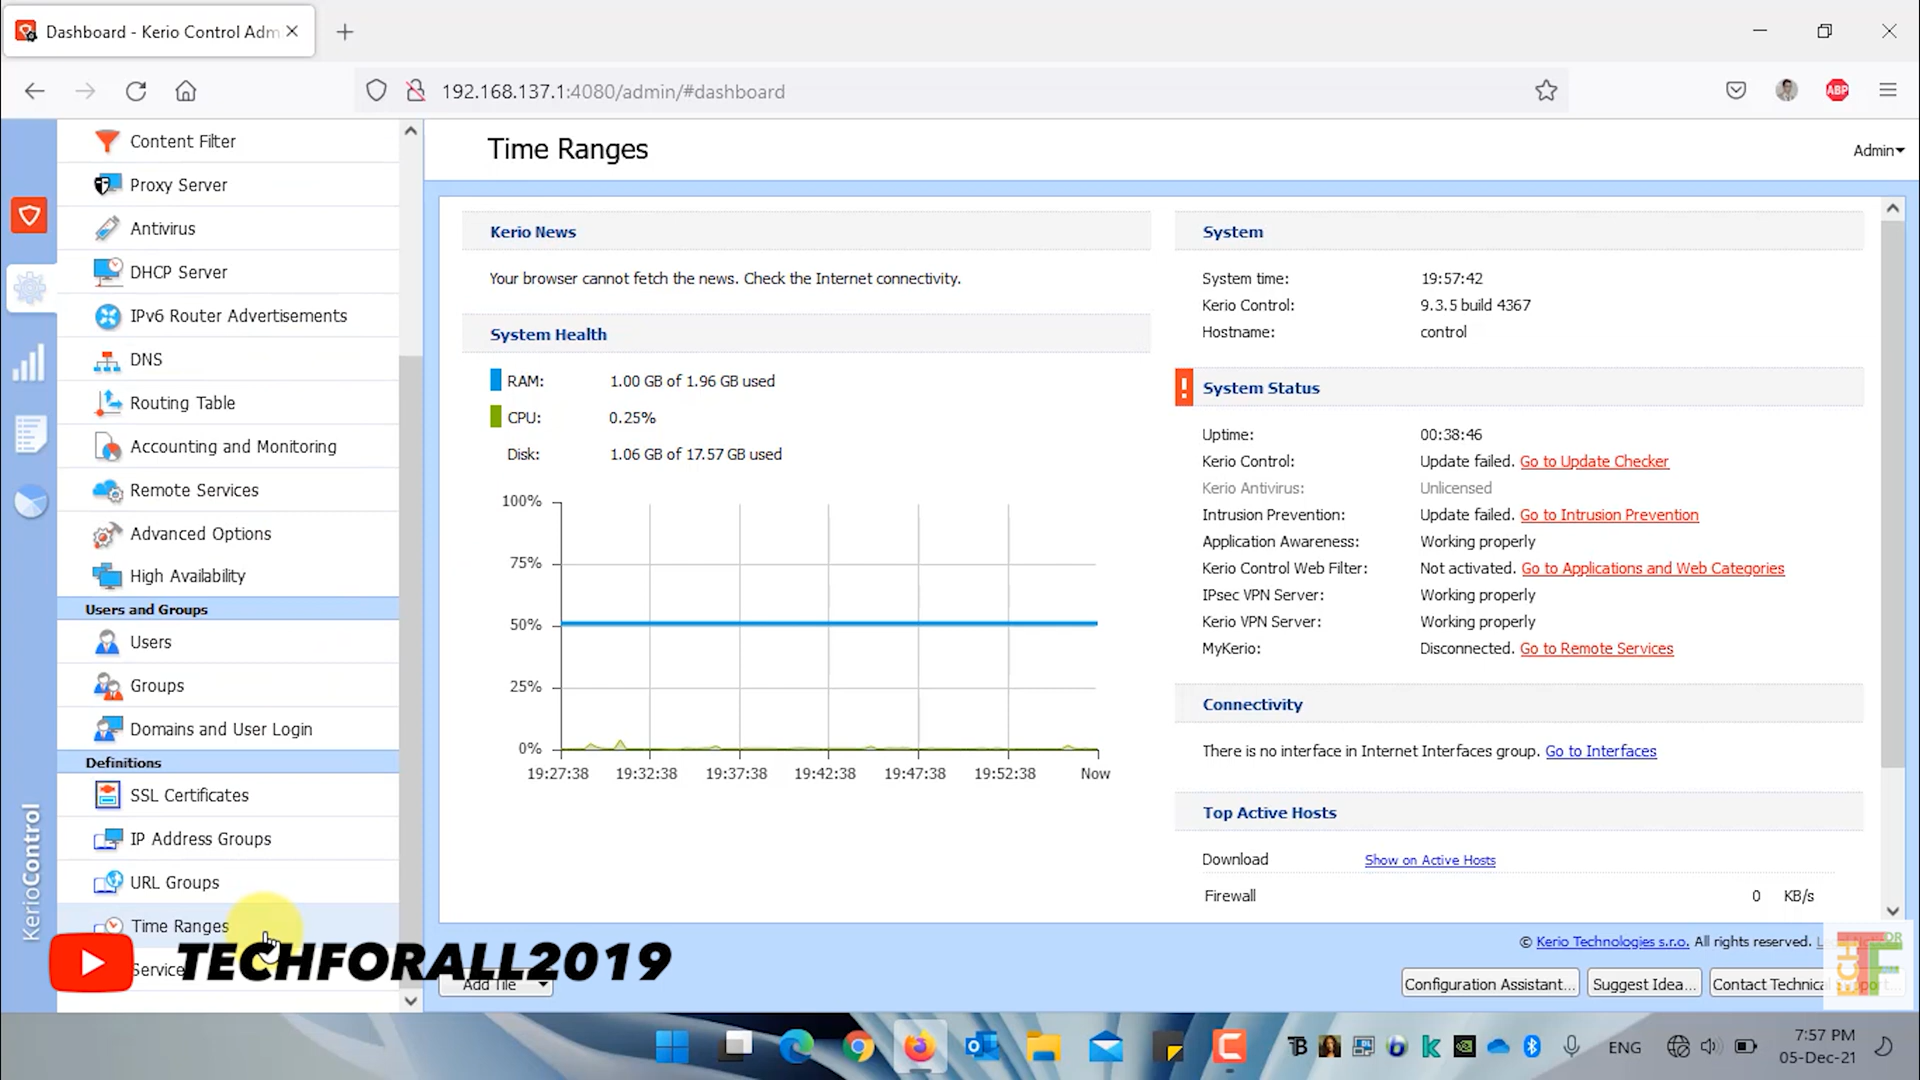 Dashboard - Kerio Control Adm
192.168.137.1:4080/admin/#dashboard
ABP
Content Filter
Proxy Server
Antivirus
DHCP Server
IPv6 Router Advertisements
DNS
Routing Table
Accounting and Monitoring
Remote Services
Advanced Options
High Availability
Users and Groups
Users
Groups
Domains and User Login
Definitions
SSL Certificates
IP Address Groups
URL Groups
Time Ranges
Service
KerioControl
TECHFORALL2019
Time Ranges
Admin
Kerio News
Your browser cannot fetch the news. Check the Internet connectivity.
System Health
RAM: 1.00 GB of 1.96 GB used
CPU: 0.25%
Disk: 1.06 GB of 17.57 GB used
100%
75%
50%
25%
0%
19:27:38 19:32:38 19:37:38 19:42:38 19:47:38 19:52:38 Now
System
System time: 19:57:42
Kerio Control: 9.3.5 build 4367
Hostname: control
System Status
Uptime: 00:38:46
Kerio Control: Update failed. Go to Update Checker
Kerio Antivirus: Unlicensed
Intrusion Prevention: Update failed. Go to Intrusion Prevention
Application Awareness: Working properly
Kerio Control Web Filter: Not activated. Go to Applications and Web Categories
IPsec VPN Server: Working properly
Kerio VPN Server: Working properly
MyKerio: Disconnected. Go to Remote Services
Connectivity
There is no interface in Internet Interfaces group. Go to Interfaces
Top Active Hosts
Download Show on Active Hosts
Firewall 0 KB/s
© Kerio Technologies s.r.o. All rights reserved.
Add Tile
Configuration Assistant... Suggest Idea... Contact Technical
TECH F OR
ENG
7:57 PM
05-Dec-21